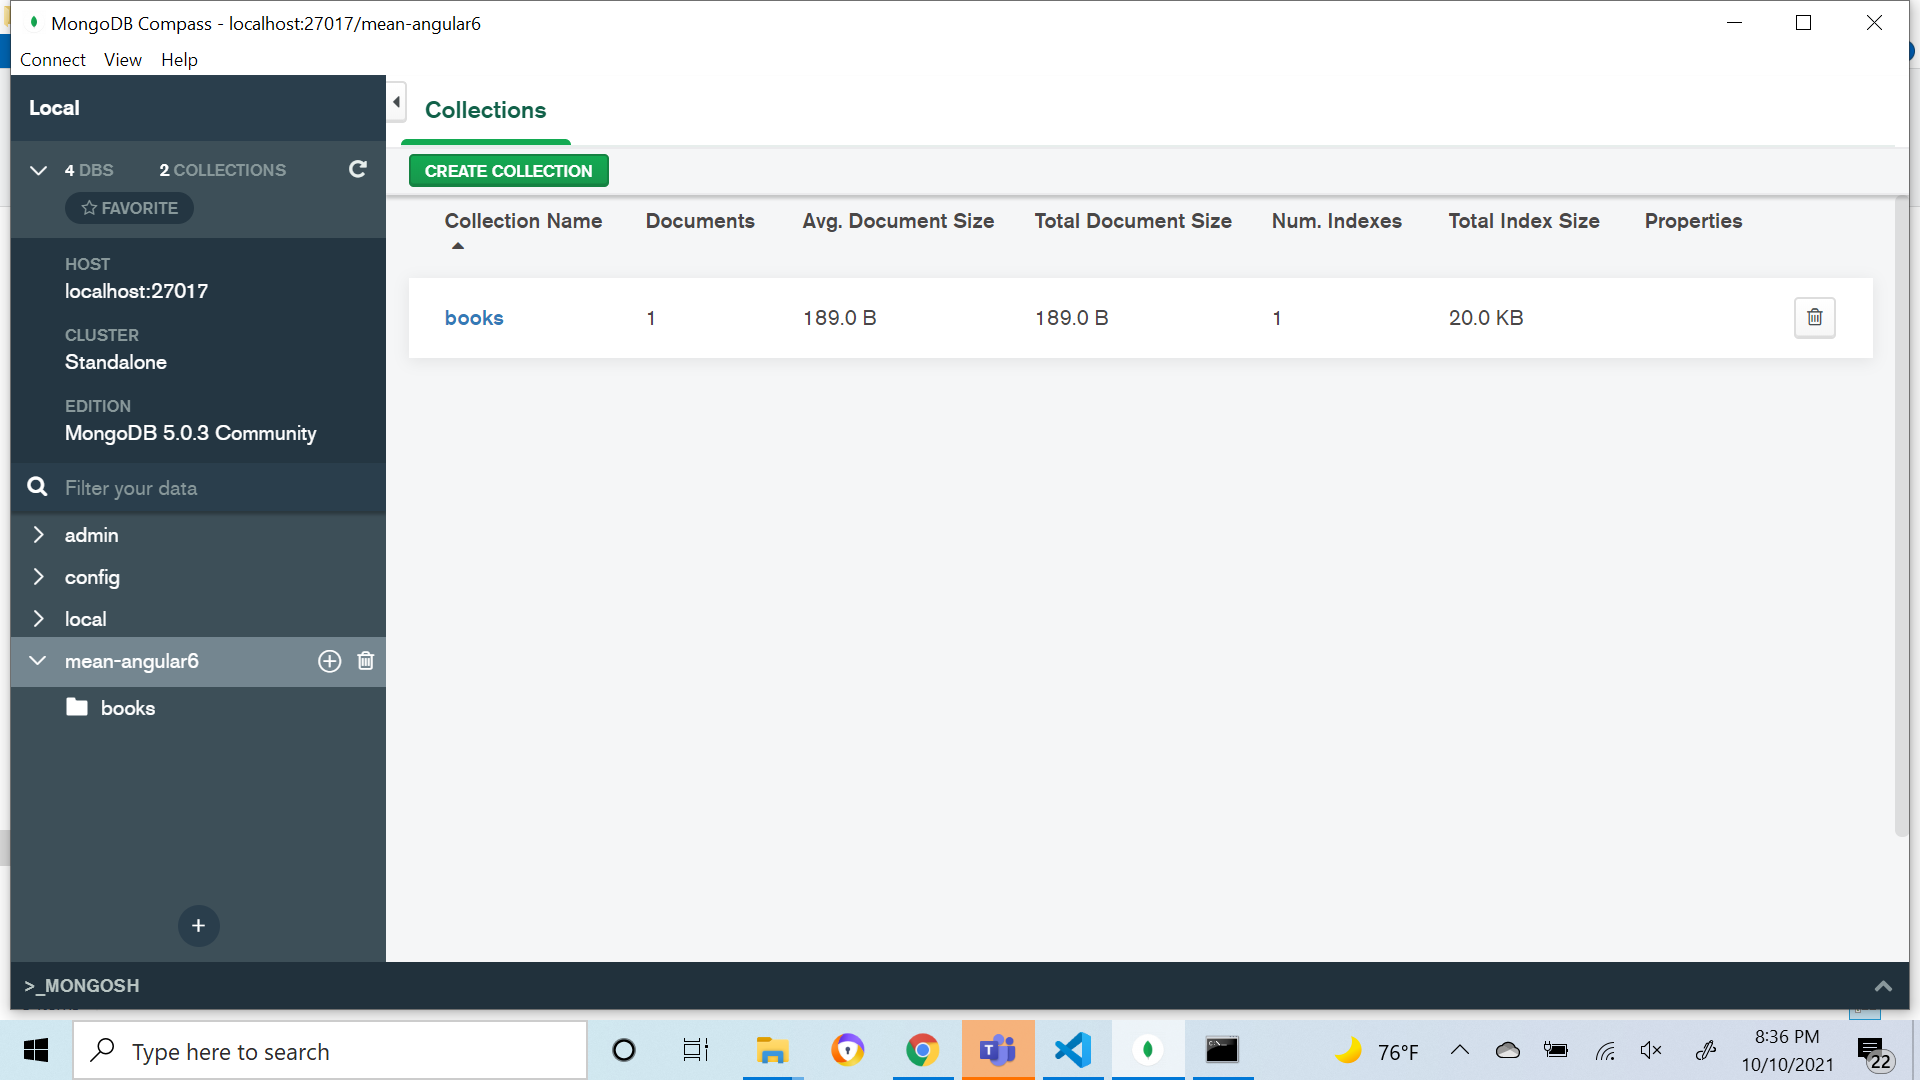 MongoDB Compass - localhost:27017/mean-angular6
Connect View Help
Local
Collections
4 DBS 2 COLLECTIONS
FAVORITE
CREATE COLLECTION
Collection Name Documents Avg. Document Size Total Document Size Num. Indexes Total Index Size Properties
books 1 189.0 B 189.0 B 1 20.0 KB
HOST
localhost:27017
CLUSTER
Standalone
EDITION
MongoDB 5.0.3 Community
Filter your data
admin
config
local
mean-angular6
books
+
>_MONGOSH
Type here to search
76°F
8:36 PM
10/10/2021
22